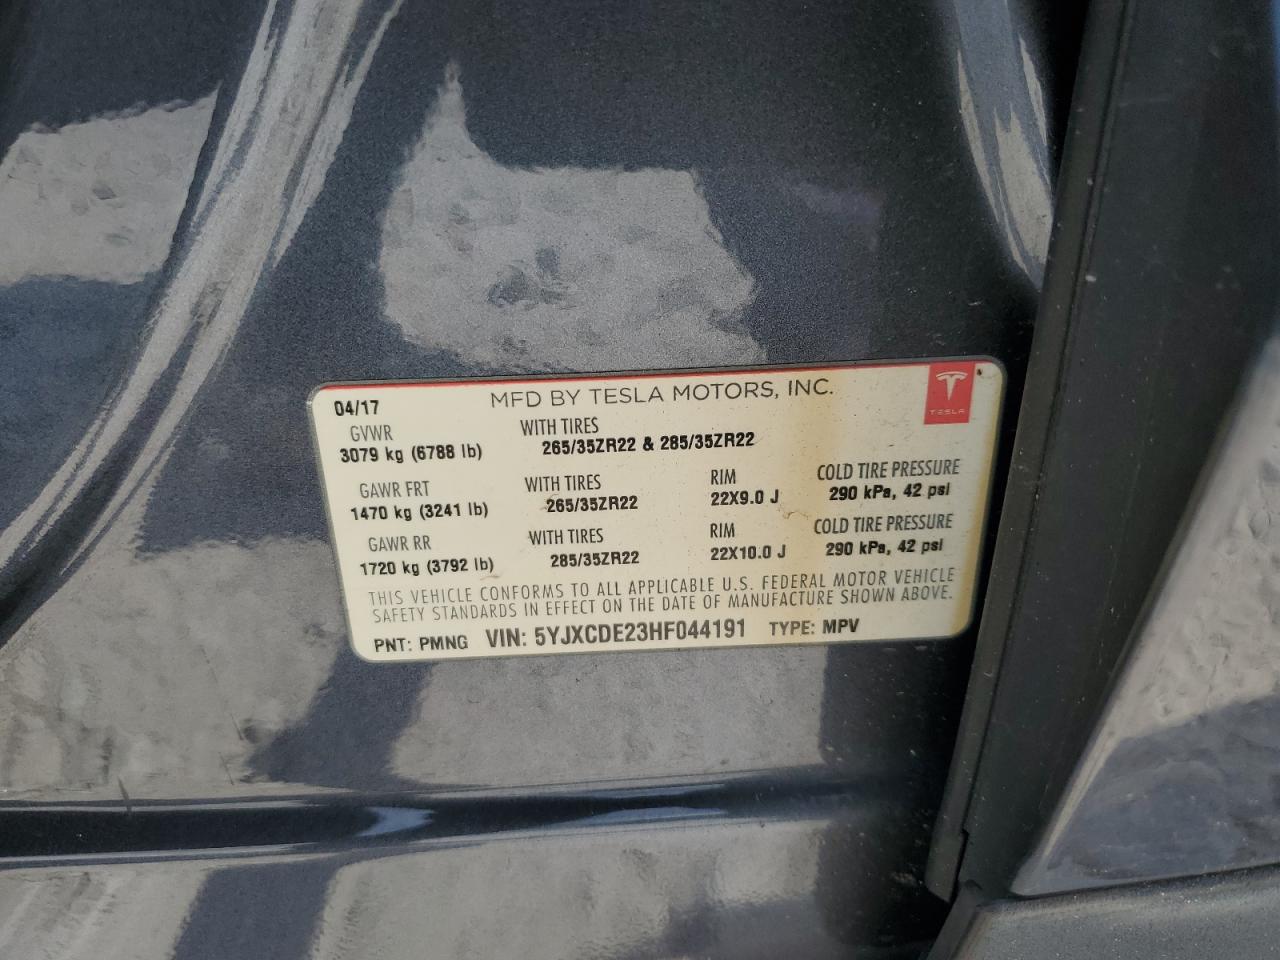 04/17 MFD BY TESLA MOTORS, INC.
TESLA
GVWR WITH TIRES
3079 kg (6788 lb) 265/35ZR22 & 285/35ZR22
GAWR FRT WITH TIRES RIM COLD TIRE PRESSURE
1470 kg (3241 lb) 265/35ZR22 22X9.0 J 290 kPa, 42 psi
GAWR RR WITH TIRES RIM COLD TIRE PRESSURE
1720 kg (3792 lb) 285/35ZR22 22X10.0 J 290 kPa, 42 psi
THIS VEHICLE CONFORMS TO ALL APPLICABLE U.S. FEDERAL MOTOR VEHICLE
SAFETY STANDARDS IN EFFECT ON THE DATE OF MANUFACTURE SHOWN ABOVE.
PNT: PMNG VIN: 5YJXCDE23HF044191 TYPE: MPV